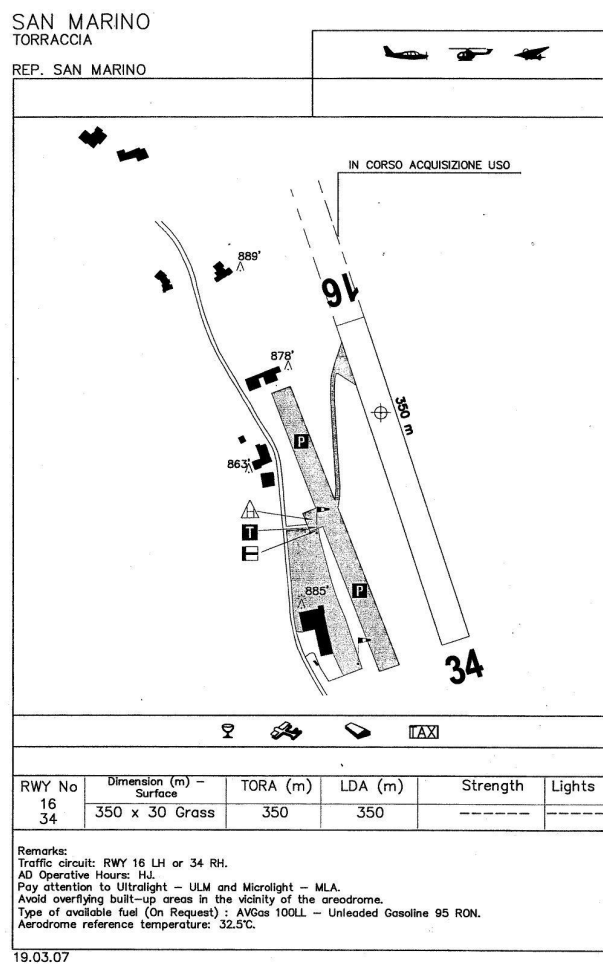 SAN MARINO
TORRACCIA
REP. SAN MARINO
IN CORSO ACQUISIZIONE USO
889'
16
878'
350 m
P
863'
H
T
885'
P
34
TAXI
RWY No
Dimension (m) – Surface
TORA (m)
LDA (m)
Strength
Lights
16
34
350 x 30 Grass
350
350
––––––
–––––
Remarks:
Traffic circuit: RWY 16 LH or 34 RH.
AD Operative Hours: HJ.
Pay attention to Ultralight – ULM and Microlight – MLA.
Avoid overflying built–up areas in the vicinity of the areodrome.
Type of available fuel (On Request) : AVGas 100LL – Unleaded Gasoline 95 RON.
Aerodrome reference temperature: 32.5°C.
19.03.07